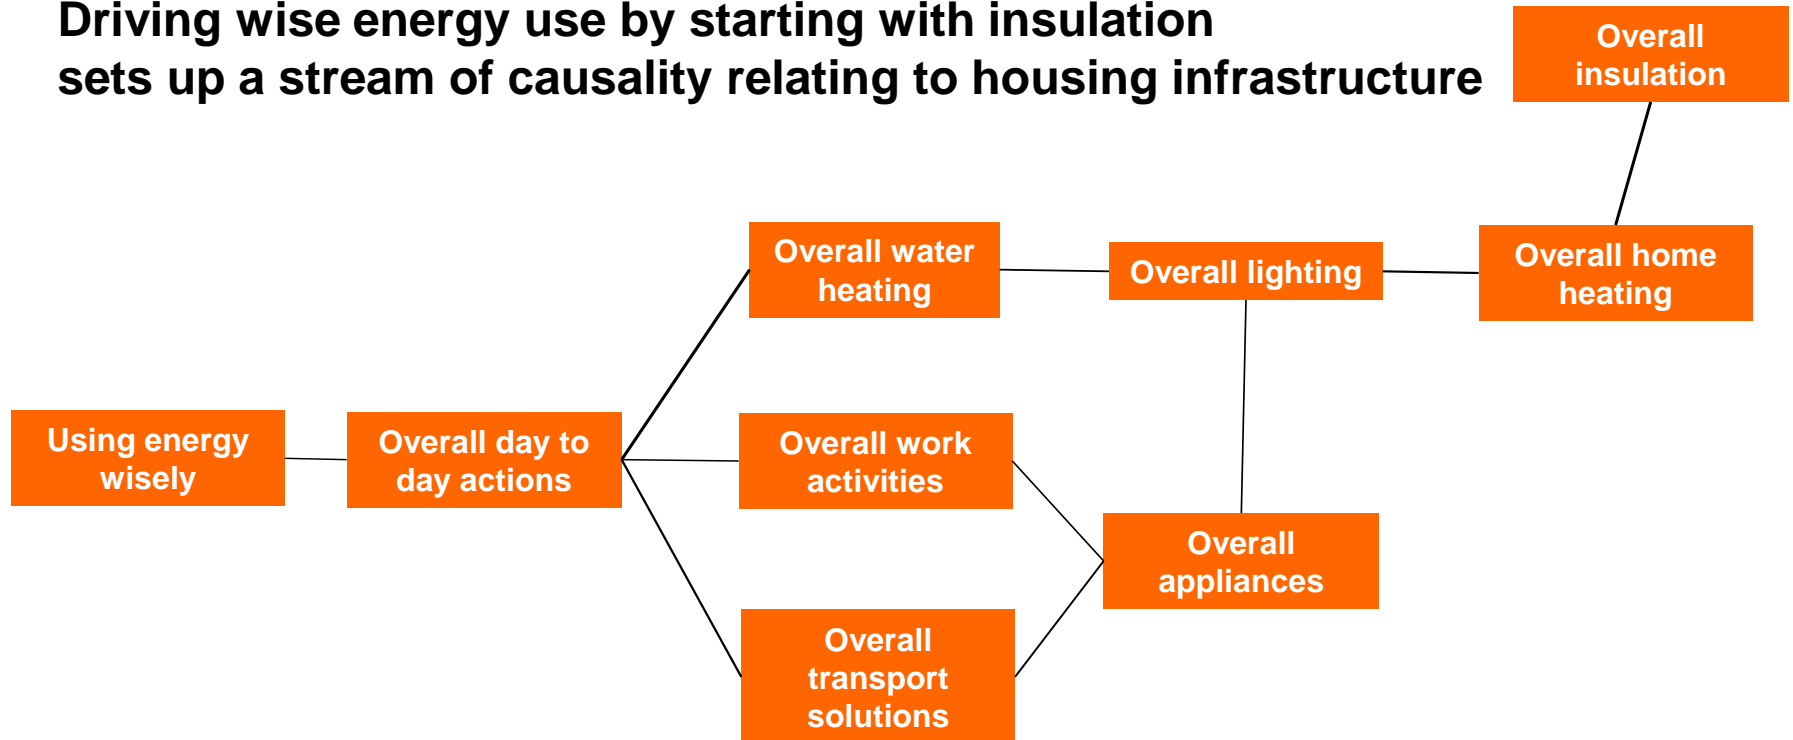 Driving wise energy use by starting with insulation
sets up a stream of causality relating to housing infrastructure
Overall
insulation
Overall water
heating
Overall lighting
Overall home
heating
Using energy
wisely
Overall day to
day actions
Overall work
activities
Overall
appliances
Overall
transport
solutions